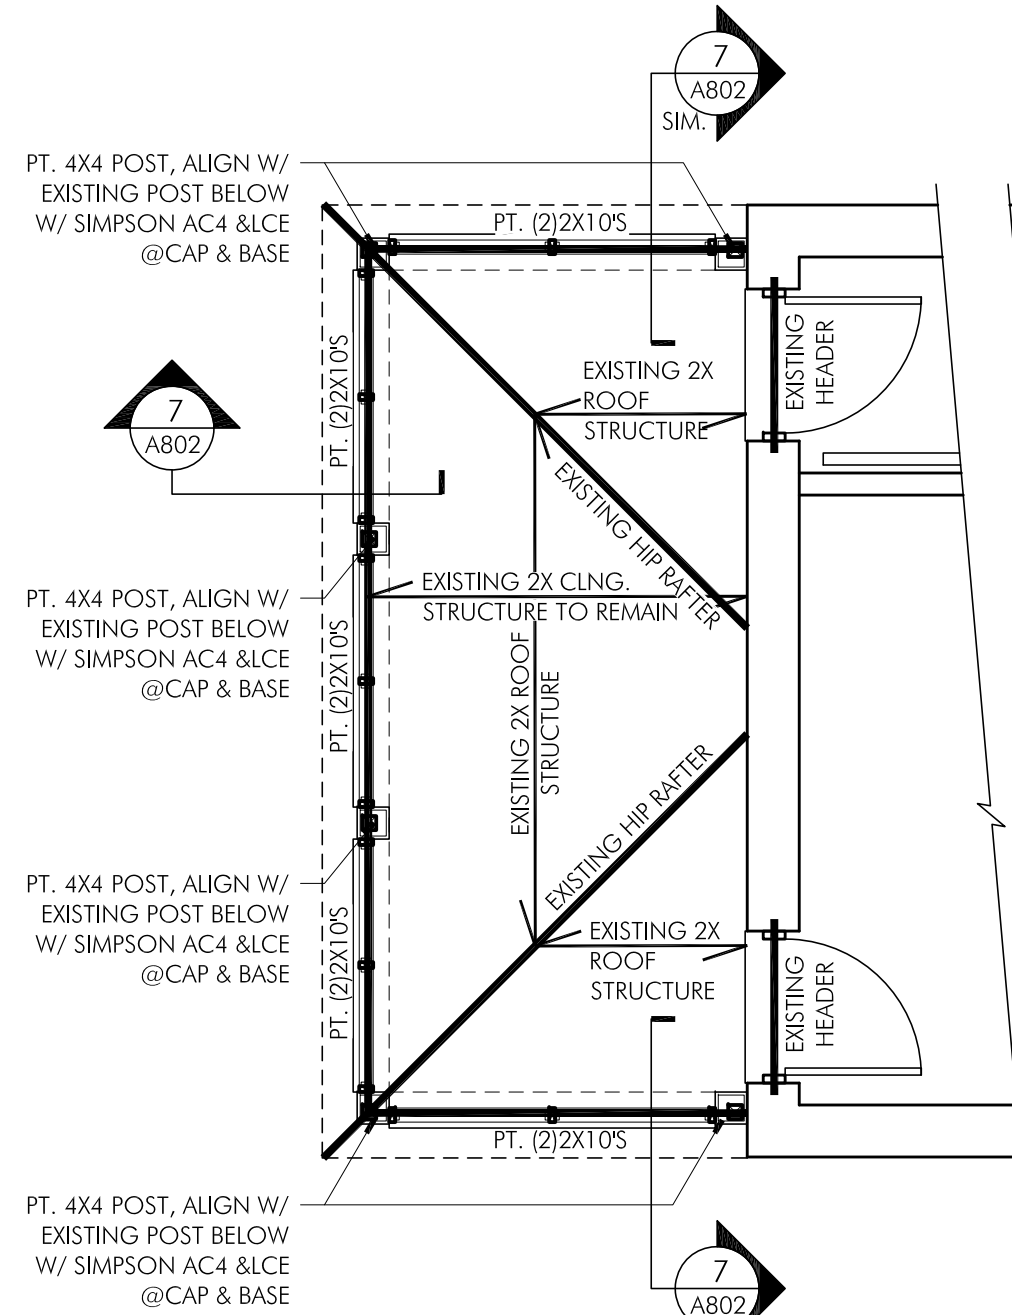 7
A802
SIM.
PT. 4X4 POST, ALIGN W/
EXISTING POST BELOW
W/ SIMPSON AC4 &LCE
@CAP & BASE
PT. (2)2X10'S
EXISTING
HEADER
EXISTING 2X
ROOF
STRUCTURE
PT. (2)2X10'S
7
A802
EXISTING HIP RAFTER
EXISTING 2X CLNG.
STRUCTURE TO REMAIN
PT. 4X4 POST, ALIGN W/
EXISTING POST BELOW
W/ SIMPSON AC4 &LCE
@CAP & BASE
PT. (2)2X10'S
EXISTING 2X ROOF
STRUCTURE
EXISTING HIP RAFTER
PT. 4X4 POST, ALIGN W/
EXISTING POST BELOW
W/ SIMPSON AC4 &LCE
@CAP & BASE
PT. (2)2X10'S
EXISTING 2X
ROOF
STRUCTURE
EXISTING
HEADER
PT. (2)2X10'S
PT. 4X4 POST, ALIGN W/
EXISTING POST BELOW
W/ SIMPSON AC4 &LCE
@CAP & BASE
7
A802